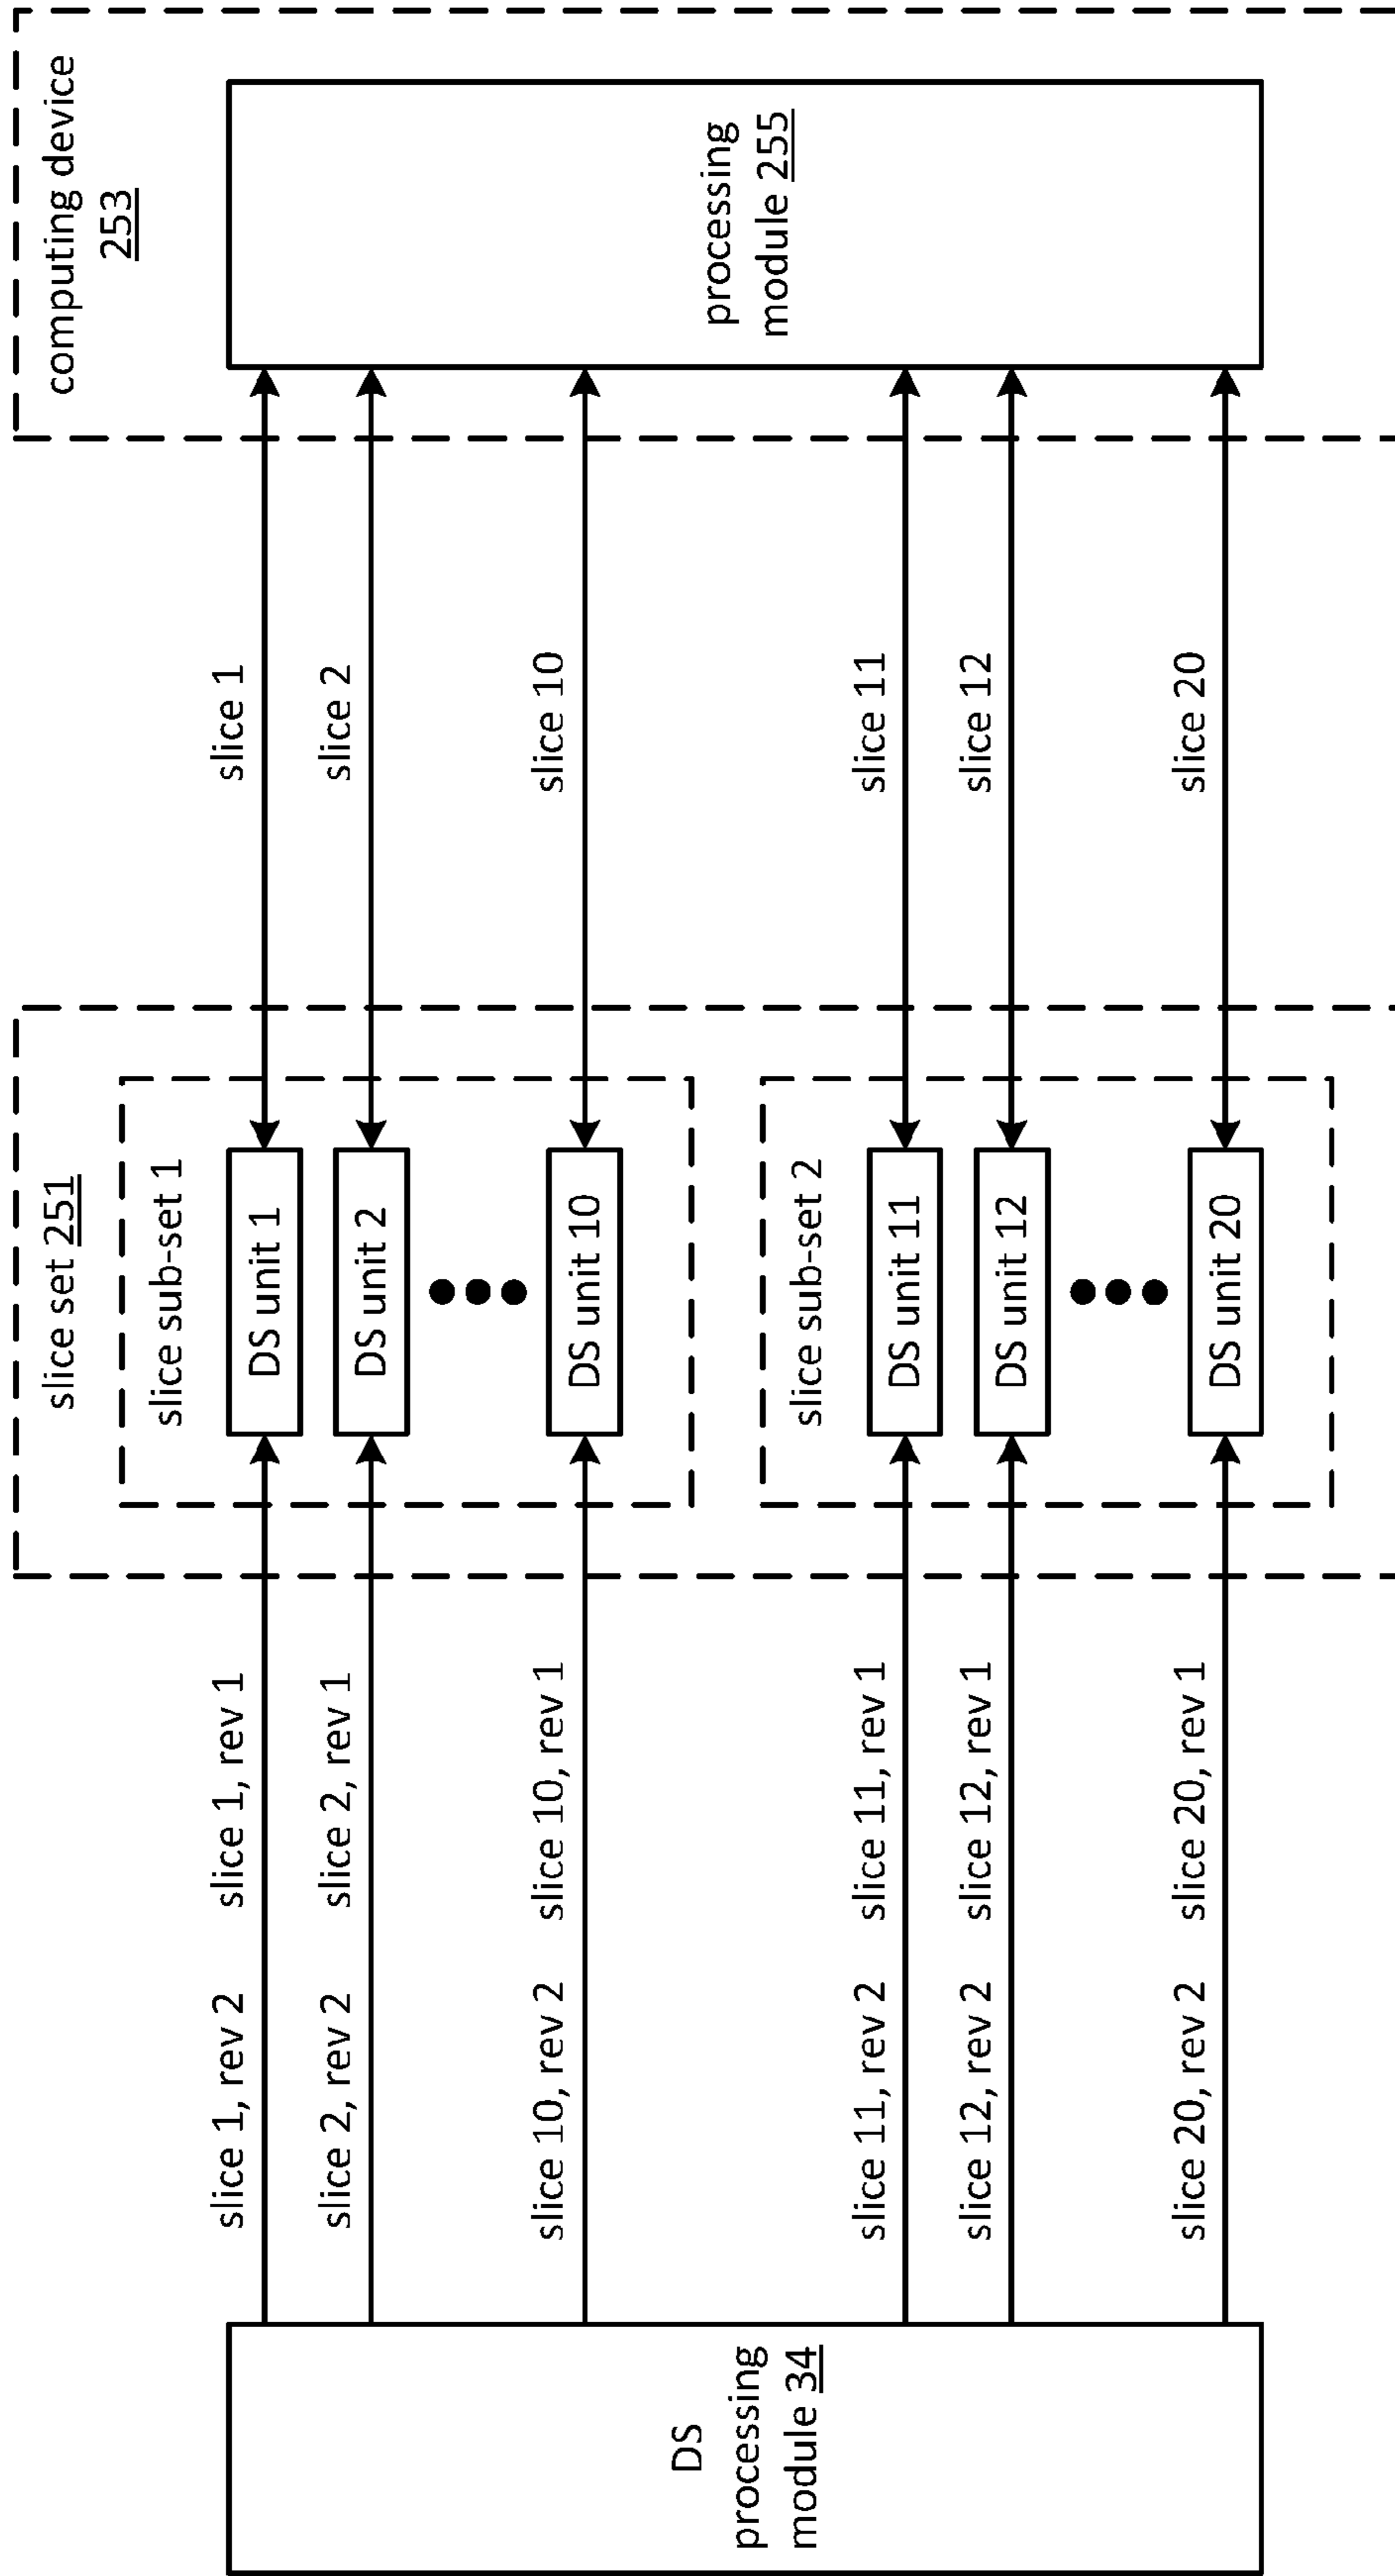 DS
processing
module 34
slice 1, rev 2
slice 1, rev 1
slice 2, rev 2
slice 2, rev 1
slice 10, rev 2
slice 10, rev 1
slice 11, rev 2
slice 11, rev 1
slice 12, rev 2
slice 12, rev 1
slice 20, rev 2
slice 20, rev 1
slice set 251
slice sub-set 1
DS unit 1
DS unit 2
DS unit 10
slice sub-set 2
DS unit 11
DS unit 12
DS unit 20
slice 1
slice 2
slice 10
slice 11
slice 12
slice 20
computing device
253
processing
module 255